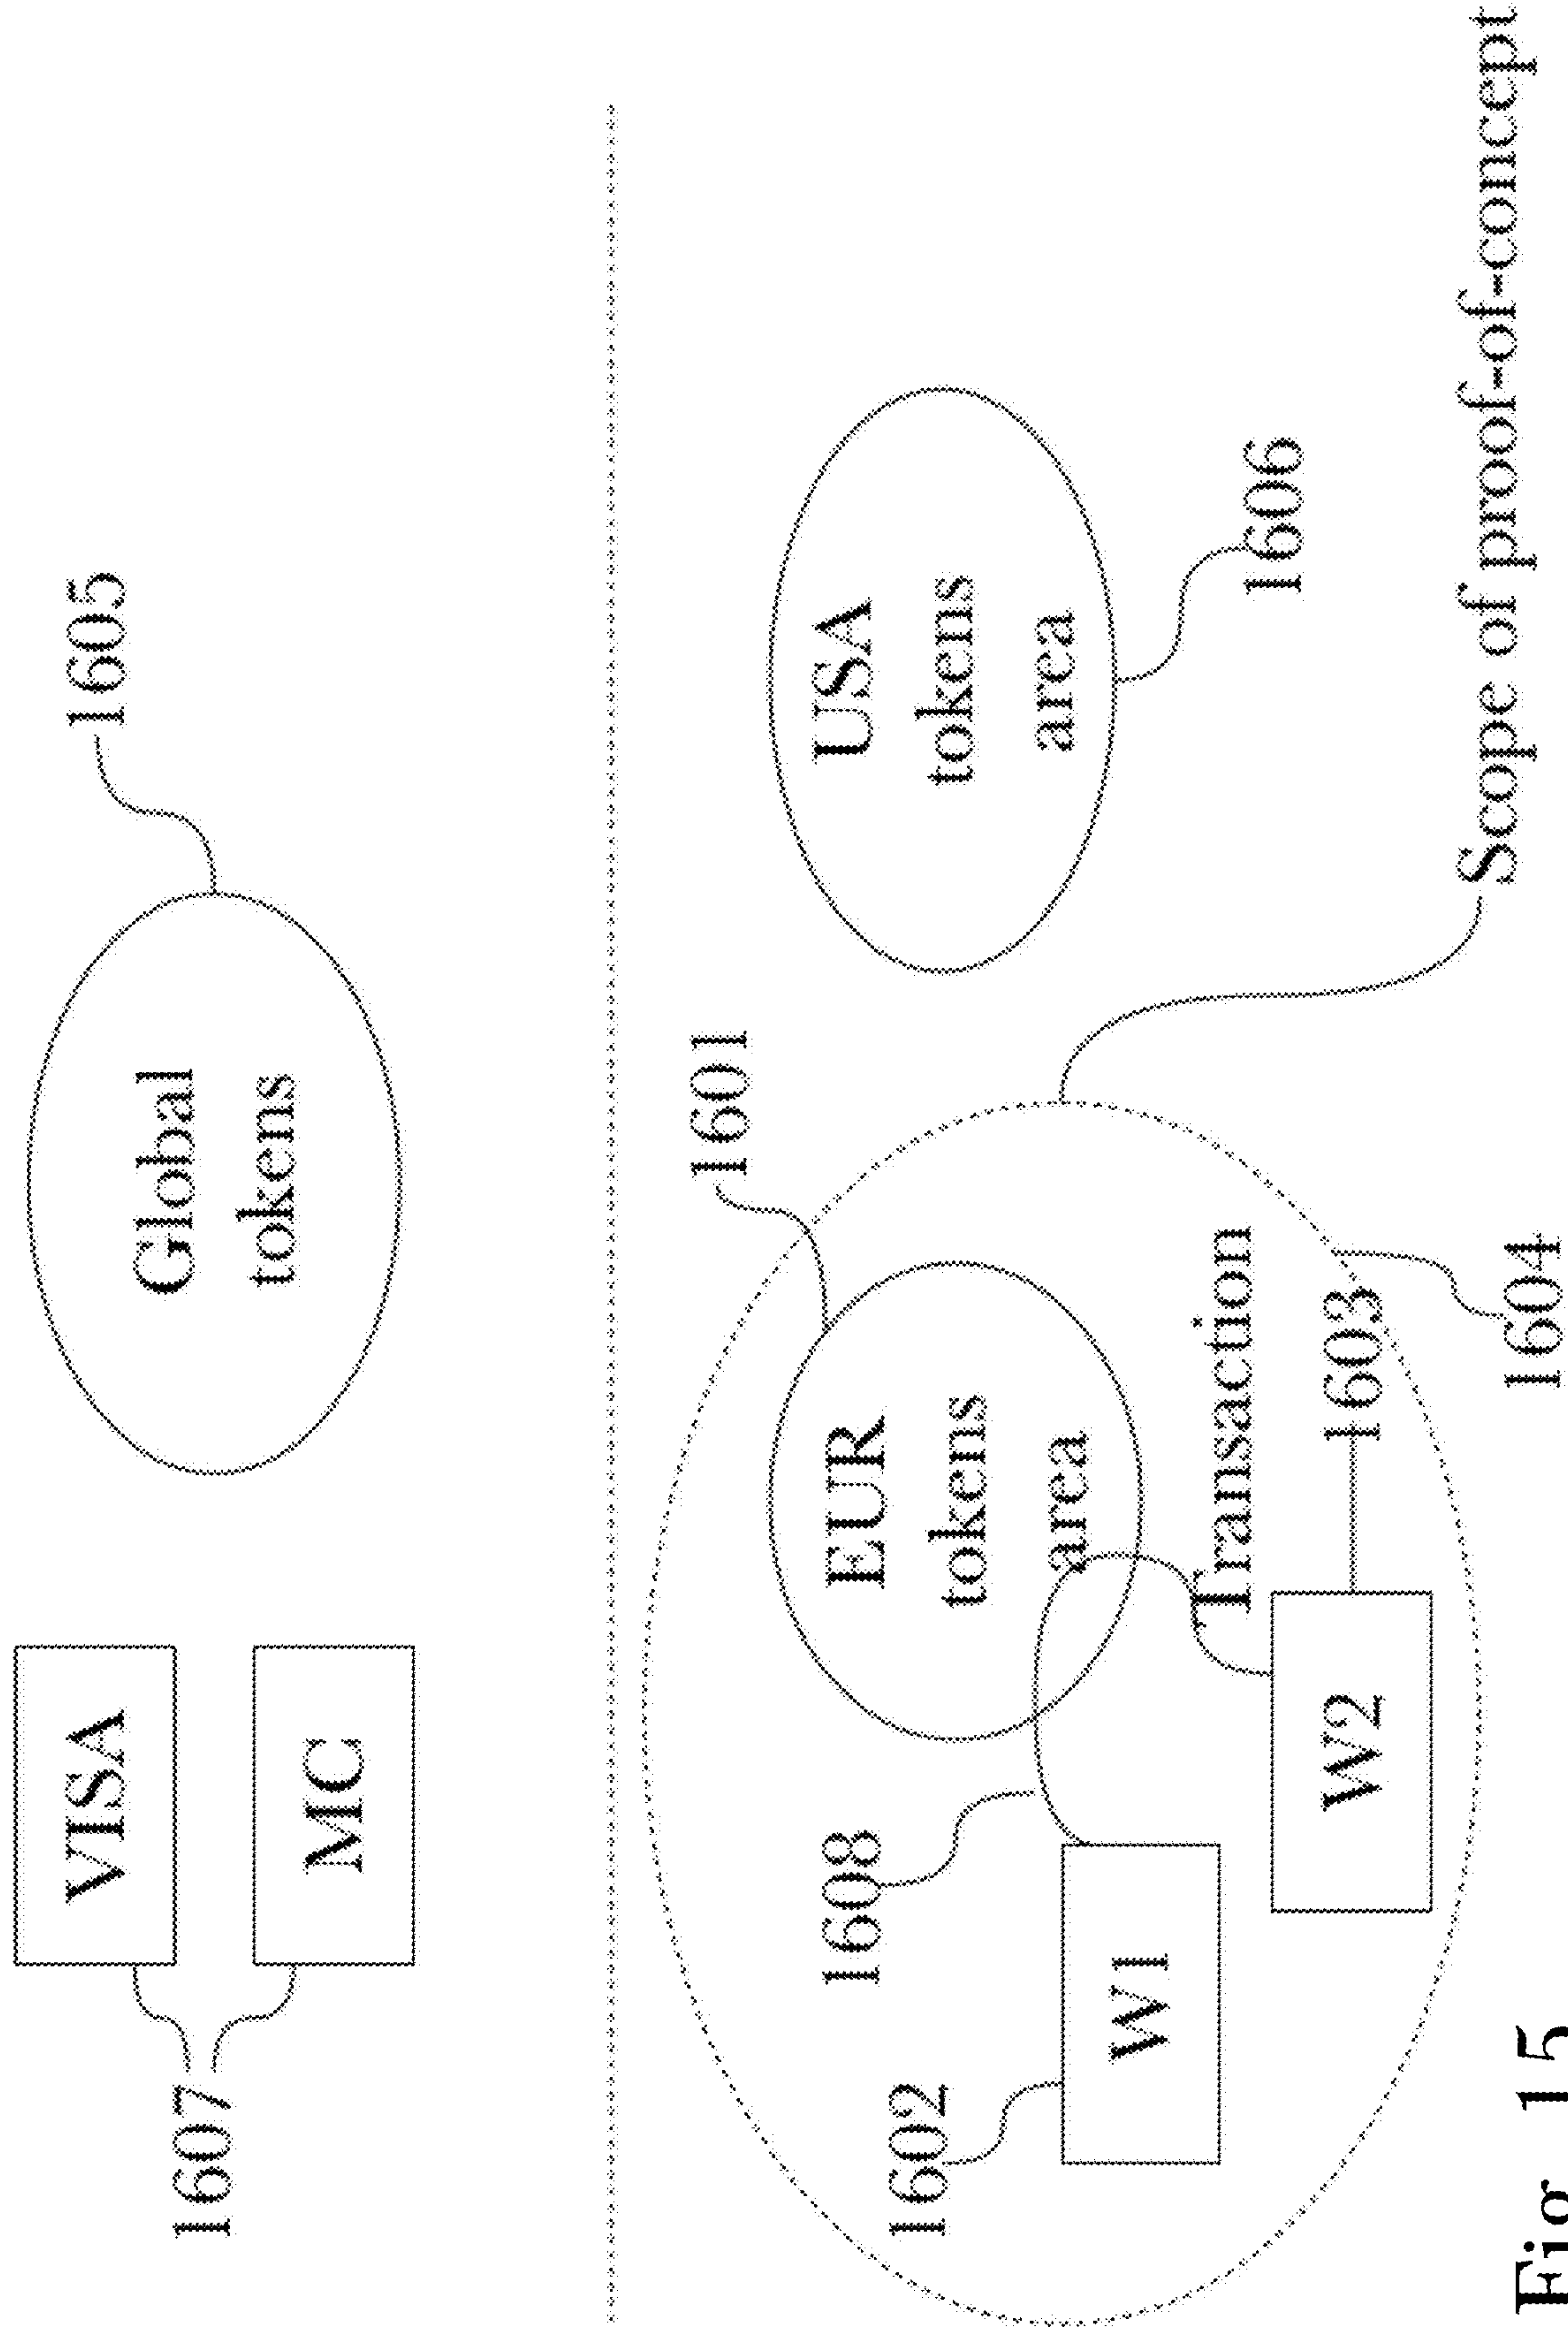 1605
VISA
Global
tokens
MC
1607
1601
EUR
tokens
area
USA
tokens
area
1608
1606
1602
W1
Transaction
W2
1603
1604
Scope of proof-of-concept
Fig. 15